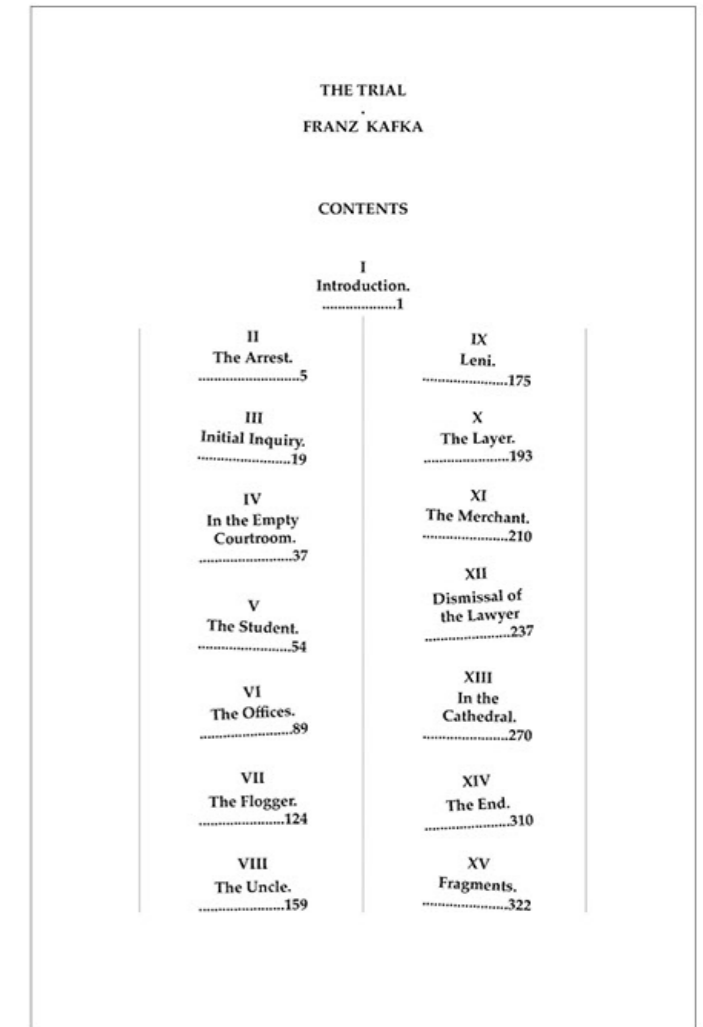 THE TRIAL
.
FRANZ KAFKA
CONTENTS
I
Introduction.
....................1
II
The Arrest.
...........................5
III
Initial Inquiry.
.........................19
IV
In the Empty
Courtroom.
.........................37
V
The Student.
.........................54
VI
The Offices.
.........................89
VII
The Flogger.
.......................124
VIII
The Uncle.
.......................159
IX
Leni.
.......................175
X
The Layer.
.......................193
XI
The Merchant.
.......................210
XII
Dismissal of
the Lawyer
.......................237
XIII
In the
Cathedral.
.......................270
XIV
The End.
.......................310
XV
Fragments.
.......................322